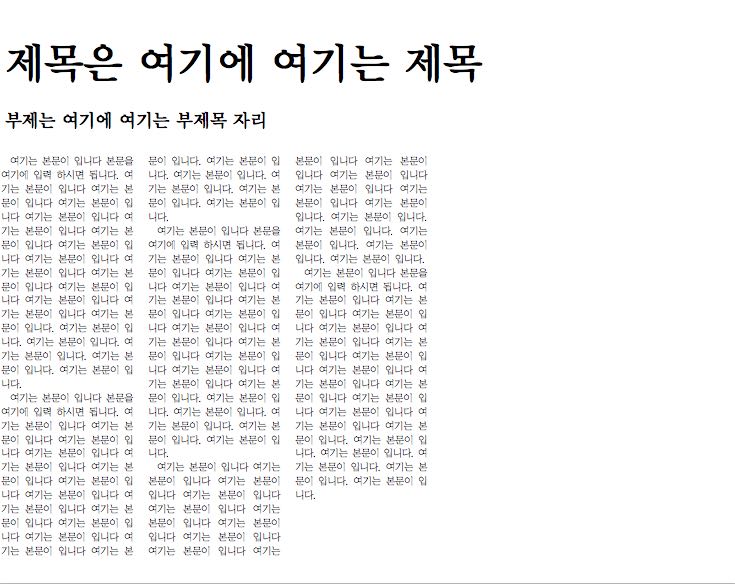 제목은 여기에 여기는 제목
부제는 여기에 여기는 부제목 자리
여기는 본문이 입니다 본문을
여기에 입력 하시면 됩니다. 여
기는 본문이 입니다 여기는 본
문이 입니다 여기는 본문이 입
니다 여기는 본문이 입니다 여
기는 본문이 입니다 여기는 본
문이 입니다 여기는 본문이 입
니다 여기는 본문이 입니다 여
기는 본문이 입니다 여기는 본
문이 입니다 여기는 본문이 입
니다 여기는 본문이 입니다 여
기는 본문이 입니다 여기는 본
문이 입니다. 여기는 본문이 입
니다. 여기는 본문이 입니다. 여
기는 본문이 입니다. 여기는 본
문이 입니다. 여기는 본문이 입
니다.
여기는 본문이 입니다 본문을
여기에 입력 하시면 됩니다. 여
기는 본문이 입니다 여기는 본
문이 입니다 여기는 본문이 입
니다 여기는 본문이 입니다 여
기는 본문이 입니다 여기는 본
문이 입니다 여기는 본문이 입
니다 여기는 본문이 입니다 여
기는 본문이 입니다 여기는 본
문이 입니다 여기는 본문이 입
니다 여기는 본문이 입니다 여
기는 본문이 입니다 여기는 본
문이 입니다. 여기는 본문이 입
니다. 여기는 본문이 입니다. 여
기는 본문이 입니다. 여기는 본
문이 입니다. 여기는 본문이 입
니다.
여기는 본문이 입니다 본문을
여기에 입력 하시면 됩니다. 여
기는 본문이 입니다 여기는 본
문이 입니다 여기는 본문이 입
니다 여기는 본문이 입니다 여
기는 본문이 입니다 여기는 본
문이 입니다 여기는 본문이 입
니다 여기는 본문이 입니다 여
기는 본문이 입니다 여기는 본
문이 입니다 여기는 본문이 입
니다 여기는 본문이 입니다 여
기는 본문이 입니다 여기는 본
문이 입니다. 여기는 본문이 입
니다. 여기는 본문이 입니다. 여
기는 본문이 입니다. 여기는 본
문이 입니다. 여기는 본문이 입
니다.
여기는 본문이 입니다 여기는
본문이 입니다 여기는 본문이
입니다 여기는 본문이 입니다
여기는 본문이 입니다 여기는
본문이 입니다 여기는 본문이
입니다 여기는 본문이 입니다
여기는 본문이 입니다 여기는
본문이 입니다 여기는 본문이
입니다 여기는 본문이 입니다
여기는 본문이 입니다 여기는
본문이 입니다. 여기는 본문이
입니다. 여기는 본문이 입니다.
여기는 본문이 입니다. 여기는
본문이 입니다. 여기는 본문이
입니다. 여기는 본문이 입니다.
여기는 본문이 입니다 본문을
여기에 입력 하시면 됩니다. 여
기는 본문이 입니다 여기는 본
문이 입니다 여기는 본문이 입
니다 여기는 본문이 입니다 여
기는 본문이 입니다 여기는 본
문이 입니다 여기는 본문이 입
니다 여기는 본문이 입니다 여
기는 본문이 입니다 여기는 본
문이 입니다 여기는 본문이 입
니다 여기는 본문이 입니다 여
기는 본문이 입니다 여기는 본
문이 입니다. 여기는 본문이 입
니다. 여기는 본문이 입니다. 여
기는 본문이 입니다. 여기는 본
문이 입니다. 여기는 본문이 입
니다.